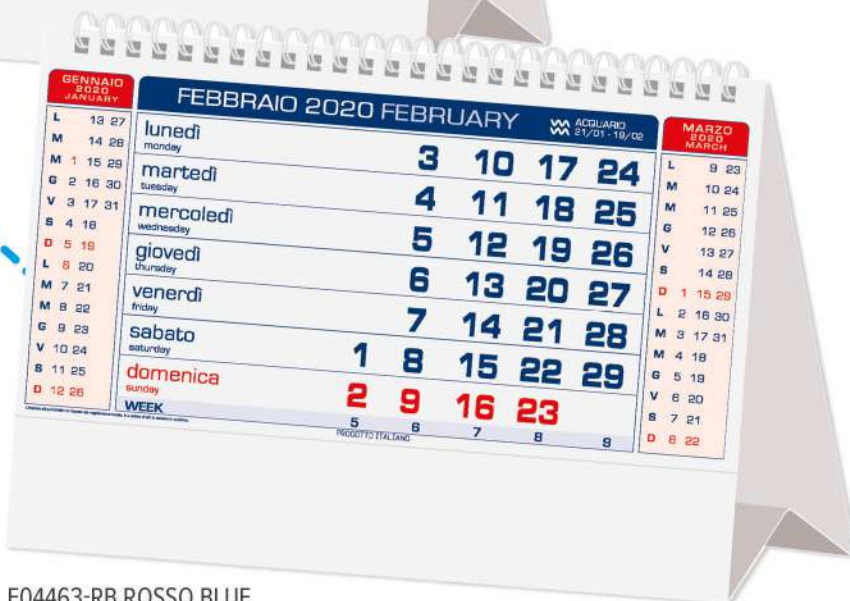 GENNAIO
2020
JANUARY
L 13 27
M 14 28
M 1 15 29
G 2 16 30
V 3 17 31
S 4 18
D 5 19
L 6 20
M 7 21
M 8 22
G 9 23
V 10 24
S 11 25
D 12 26
FEBBRAIO 2020 FEBRUARY
ACQUARIO
21/01 - 19/02
lunedì 3 10 17 24
monday
martedì 4 11 18 25
tuesday
mercoledì 5 12 19 26
wednesday
giovedì 6 13 20 27
thursday
venerdì 7 14 21 28
friday
sabato 1 8 15 22 29
saturday
domenica 2 9 16 23
sunday
WEEK 5 6 7 8 9
PRODOTTO ITALIANO
MARZO
2020
MARCH
L 9 23
M 10 24
M 11 25
G 12 26
V 13 27
S 14 28
D 1 15 29
L 2 16 30
M 3 17 31
M 4 18
G 5 19
V 6 20
S 7 21
D 8 22
E04463-RB ROSSO BLUE